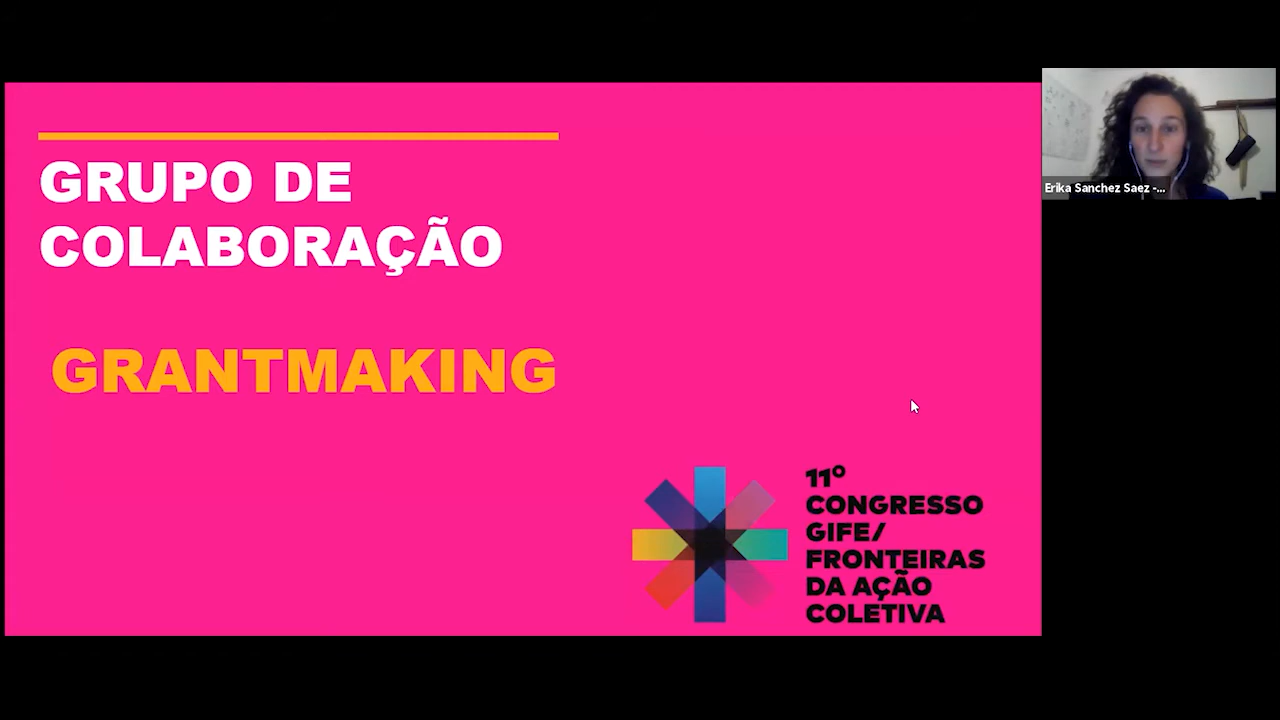 GRUPO DE
COLABORAÇÃO
GRANTMAKING
11º
CONGRESSO
GIFE/
FRONTEIRAS
DA AÇÃO
COLETIVA
Erika Sanchez Saez -...